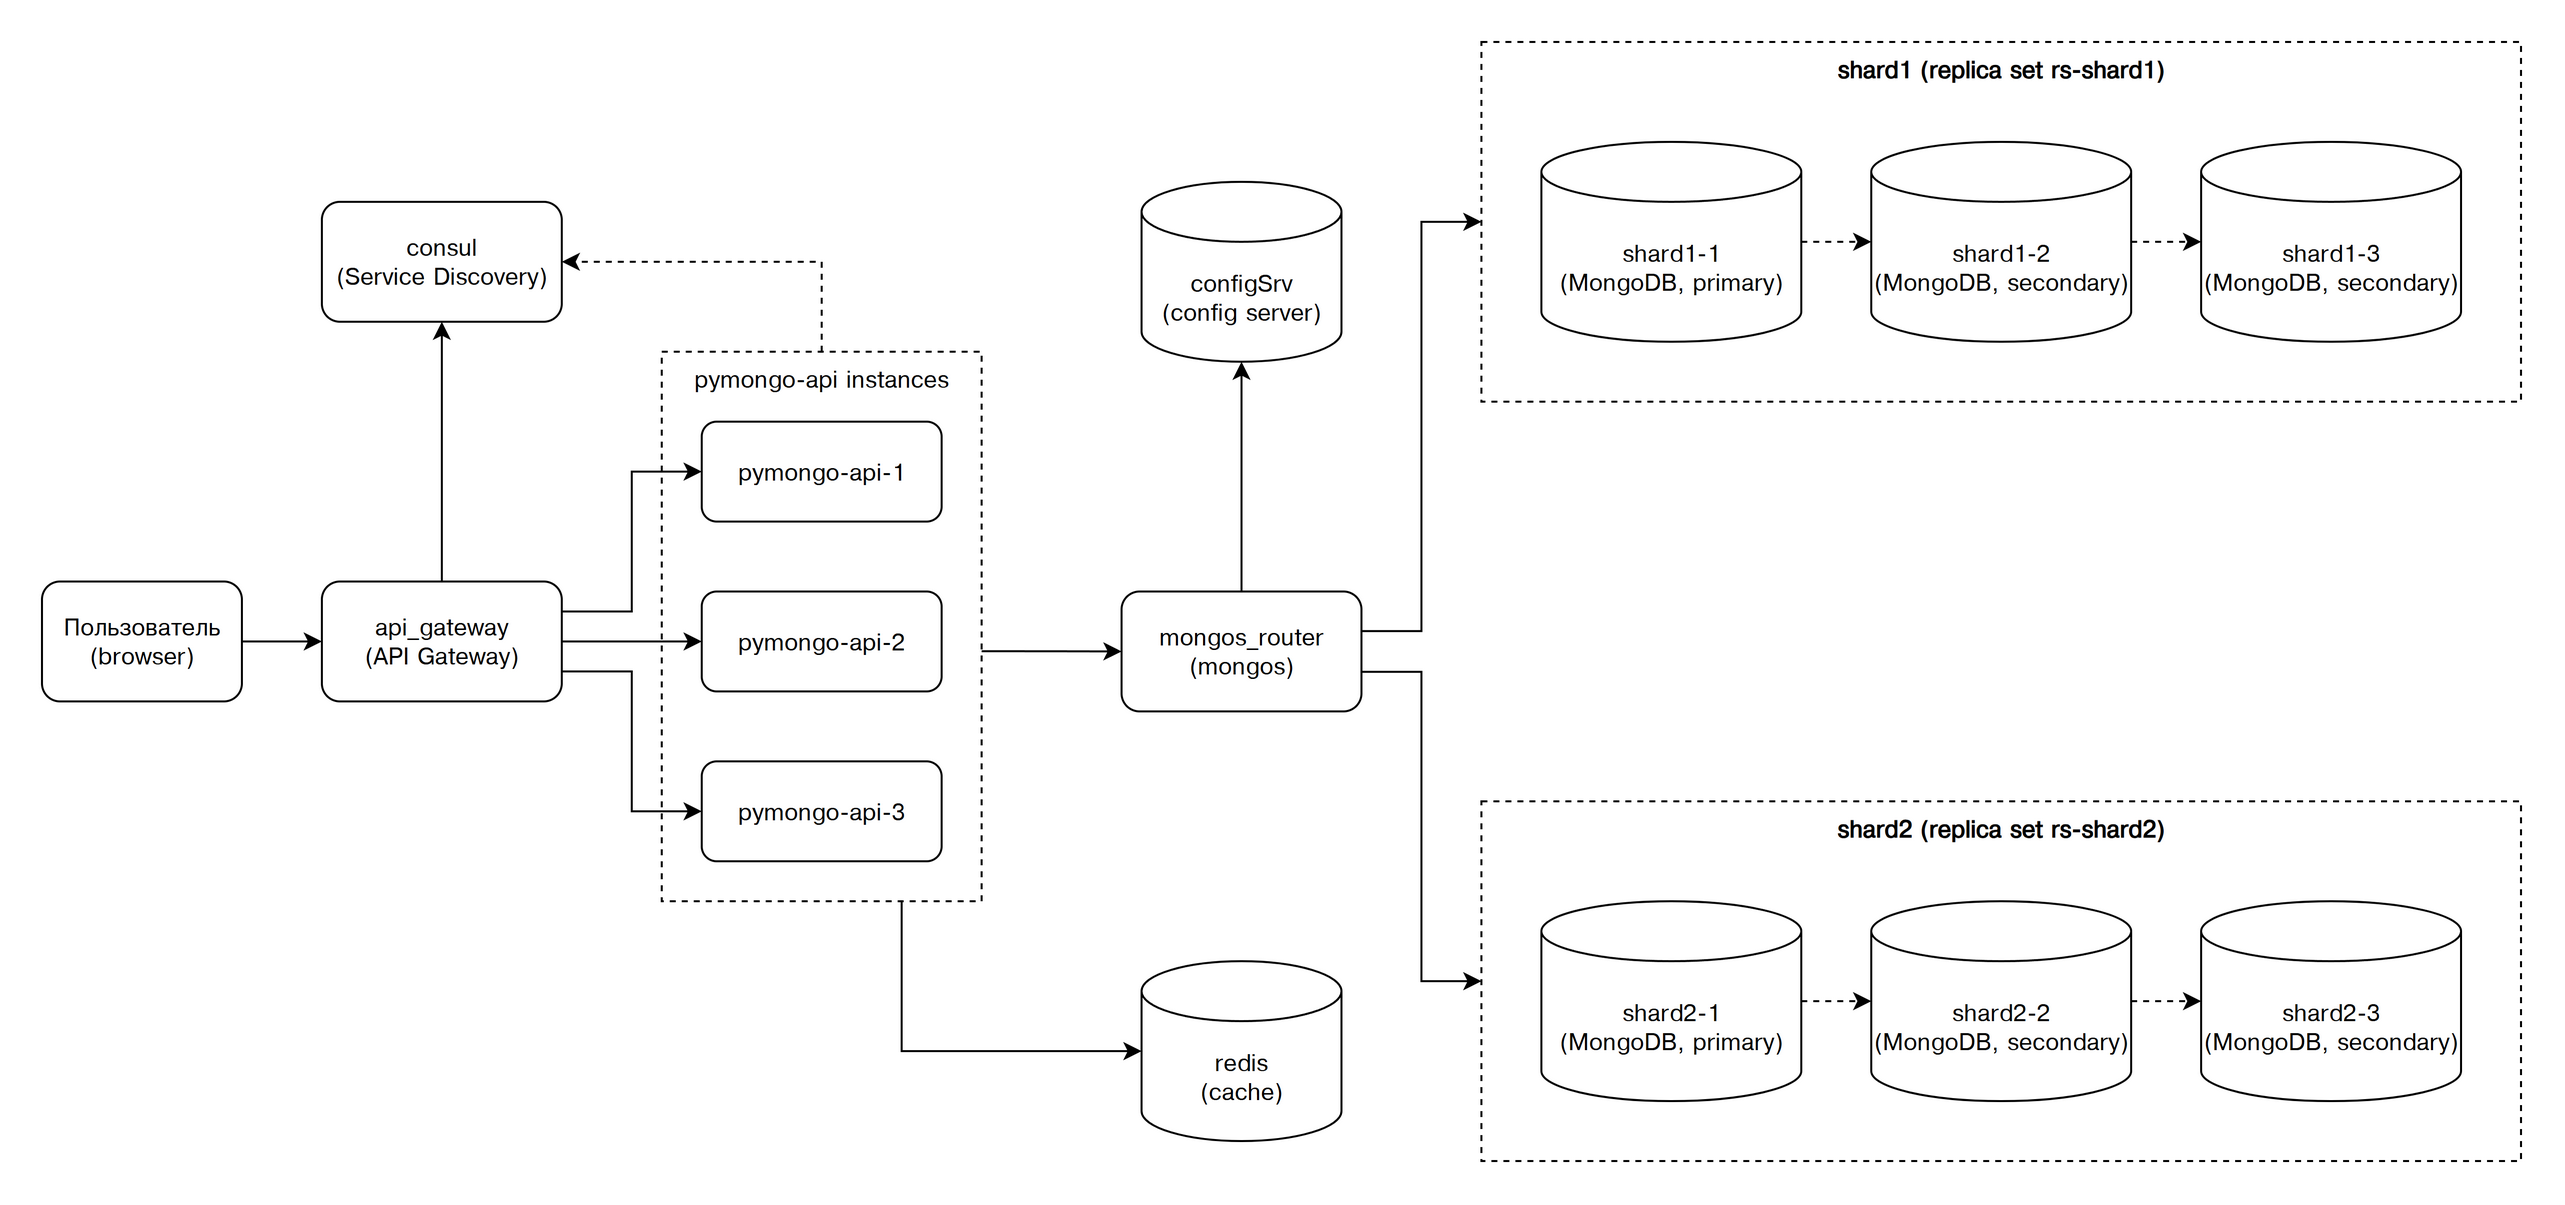 shard1 (replica set rs-shard1)
shard1-1
(MongoDB, primary)
shard1-2
(MongoDB, secondary)
shard1-3
(MongoDB, secondary)
consul
(Service Discovery)
configSrv
(config server)
pymongo-api instances
pymongo-api-1
Пользователь
(browser)
api_gateway
(API Gateway)
pymongo-api-2
mongos_router
(mongos)
pymongo-api-3
shard2 (replica set rs-shard2)
shard2-1
(MongoDB, primary)
shard2-2
(MongoDB, secondary)
shard2-3
(MongoDB, secondary)
redis
(cache)